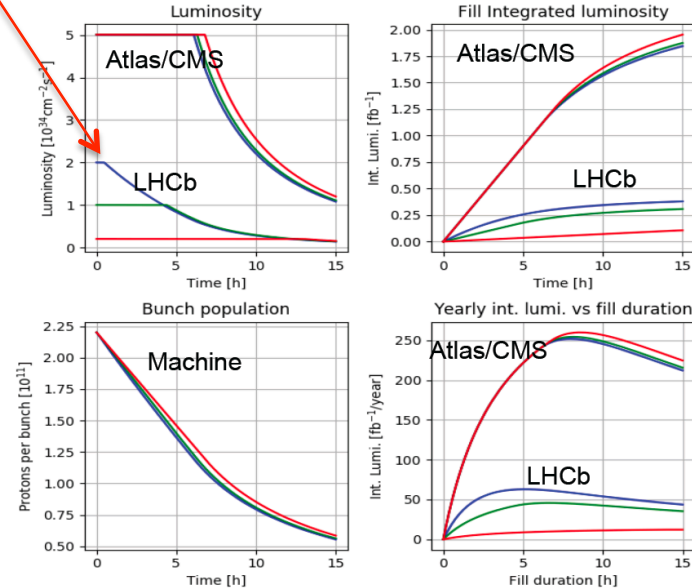 Luminosity
Luminosity [10³⁴cm⁻²s⁻¹]
5
4
3
2
1
0
Atlas/CMS
LHCb
0 5 10 15
Time [h]
Fill Integrated luminosity
Int. Lumi. [fb⁻¹]
2.00
1.75
1.50
1.25
1.00
0.75
0.50
0.25
0.00
Atlas/CMS
LHCb
0 5 10 15
Time [h]
Bunch population
Protons per bunch [10¹¹]
2.25
2.00
1.75
1.50
1.25
1.00
0.75
0.50
Machine
0 5 10 15
Time [h]
Yearly int. lumi. vs fill duration
Int. Lumi. [fb⁻¹/year]
250
200
150
100
50
0
Atlas/CMS
LHCb
0 5 10 15
Fill duration [h]